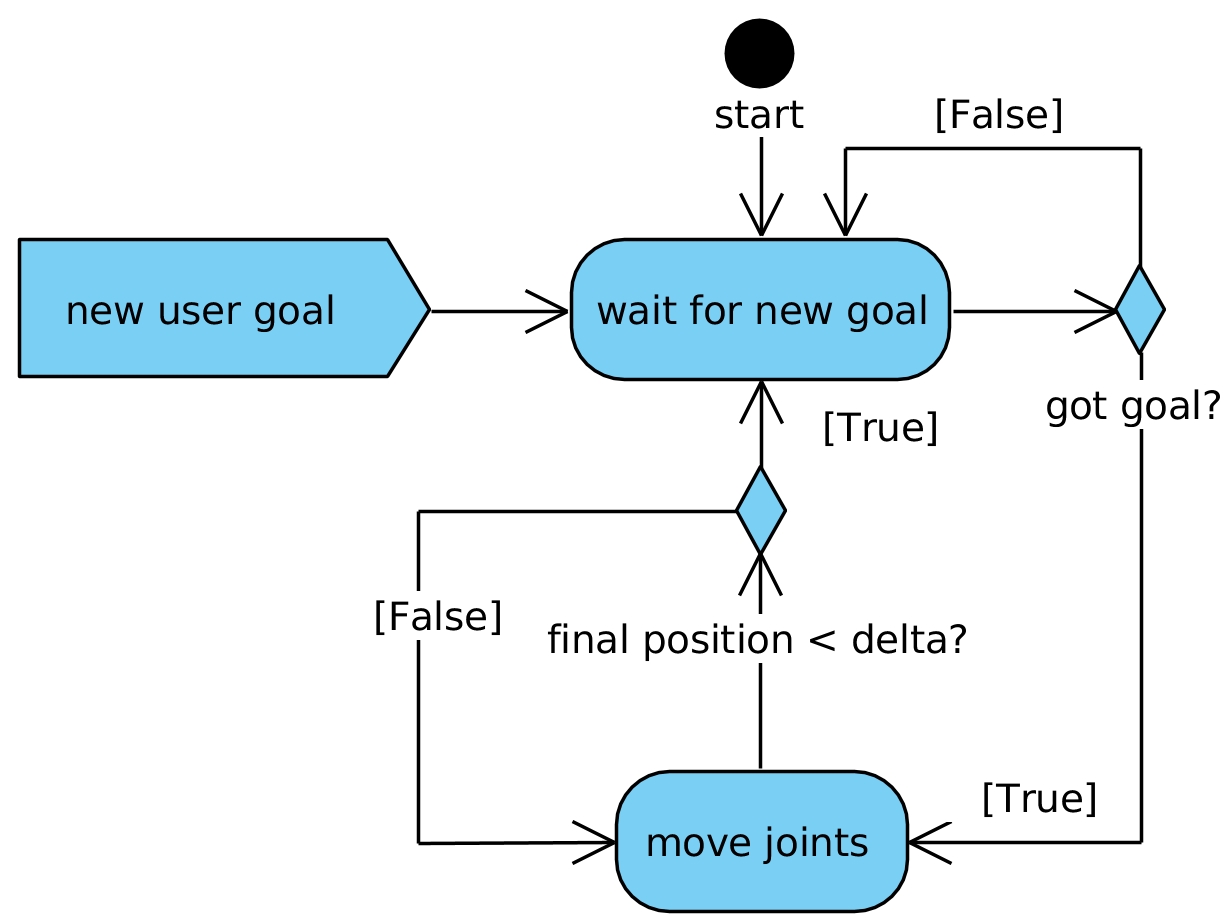 start
[False]
new user goal
wait for new goal
got goal?
[True]
[False]
final position < delta?
[True]
move joints